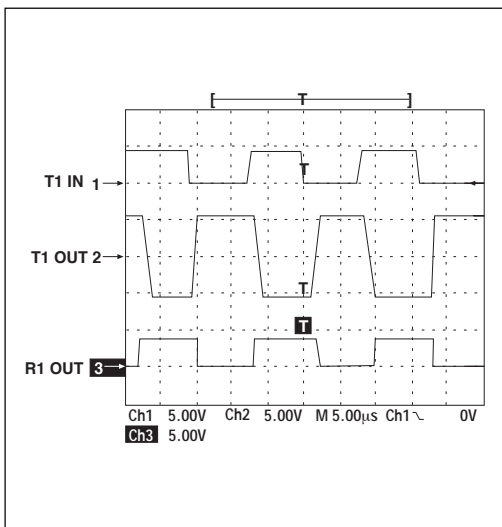 [ T ]
T1 IN 1
T
T1 OUT 2
T
T
R1 OUT 3
Ch1 5.00V Ch2 5.00V M 5.00μs Ch1 0V
Ch3 5.00V